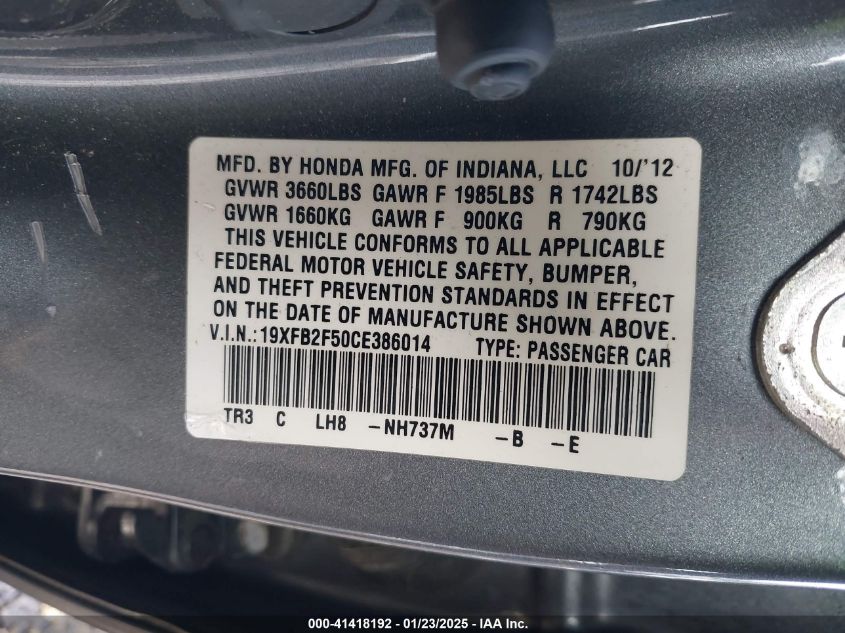 MFD. BY HONDA MFG. OF INDIANA, LLC 10/'12
GVWR 3660LBS GAWR F 1985LBS R 1742LBS
GVWR 1660KG GAWR F 900KG R 790KG
THIS VEHICLE CONFORMS TO ALL APPLICABLE
FEDERAL MOTOR VEHICLE SAFETY, BUMPER,
AND THEFT PREVENTION STANDARDS IN EFFECT
ON THE DATE OF MANUFACTURE SHOWN ABOVE.
V.I.N.:19XFB2F50CE386014 TYPE: PASSENGER CAR
TR3 C LH8 -NH737M -B -E
000-41418192 - 01/23/2025 - IAA Inc.